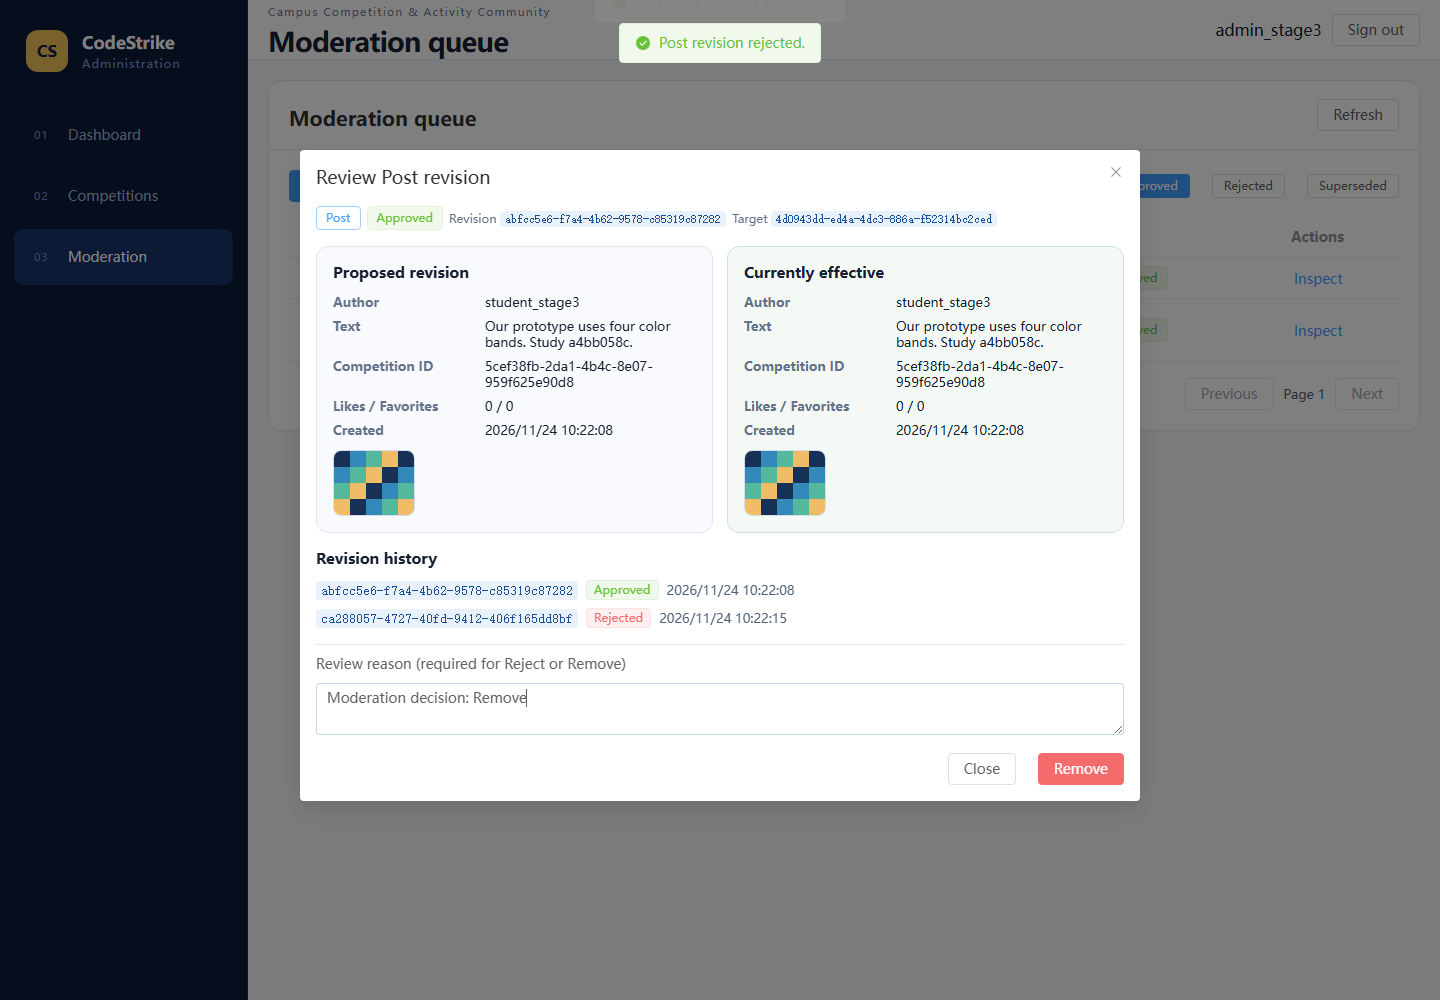 CS
CodeStrike
Administration
01 Dashboard
02 Competitions
03 Moderation
Campus Competition & Activity Community
Moderation queue
admin_stage3
Sign out
Post revision rejected.
Moderation queue
Refresh
Rejected
Superseded
Actions
Inspect
Inspect
Previous
Page 1
Next
Review Post revision
Post Approved Revision abfcc5e6-f7a4-4b62-9578-c85319c87282 Target 4d0943dd-ed4a-4dc3-886a-f52314bc2ced
Proposed revision
Author student_stage3
Text Our prototype uses four color
bands. Study a4bb058c.
Competition ID 5cef38fb-2da1-4b4c-8e07-
959f625e90d8
Likes / Favorites 0 / 0
Created 2026/11/24 10:22:08
Currently effective
Author student_stage3
Text Our prototype uses four color
bands. Study a4bb058c.
Competition ID 5cef38fb-2da1-4b4c-8e07-
959f625e90d8
Likes / Favorites 0 / 0
Created 2026/11/24 10:22:08
Revision history
abfcc5e6-f7a4-4b62-9578-c85319c87282 Approved 2026/11/24 10:22:08
ca288057-4727-40fd-9412-406f165dd8bf Rejected 2026/11/24 10:22:15
Review reason (required for Reject or Remove)
Moderation decision: Remove
Close
Remove